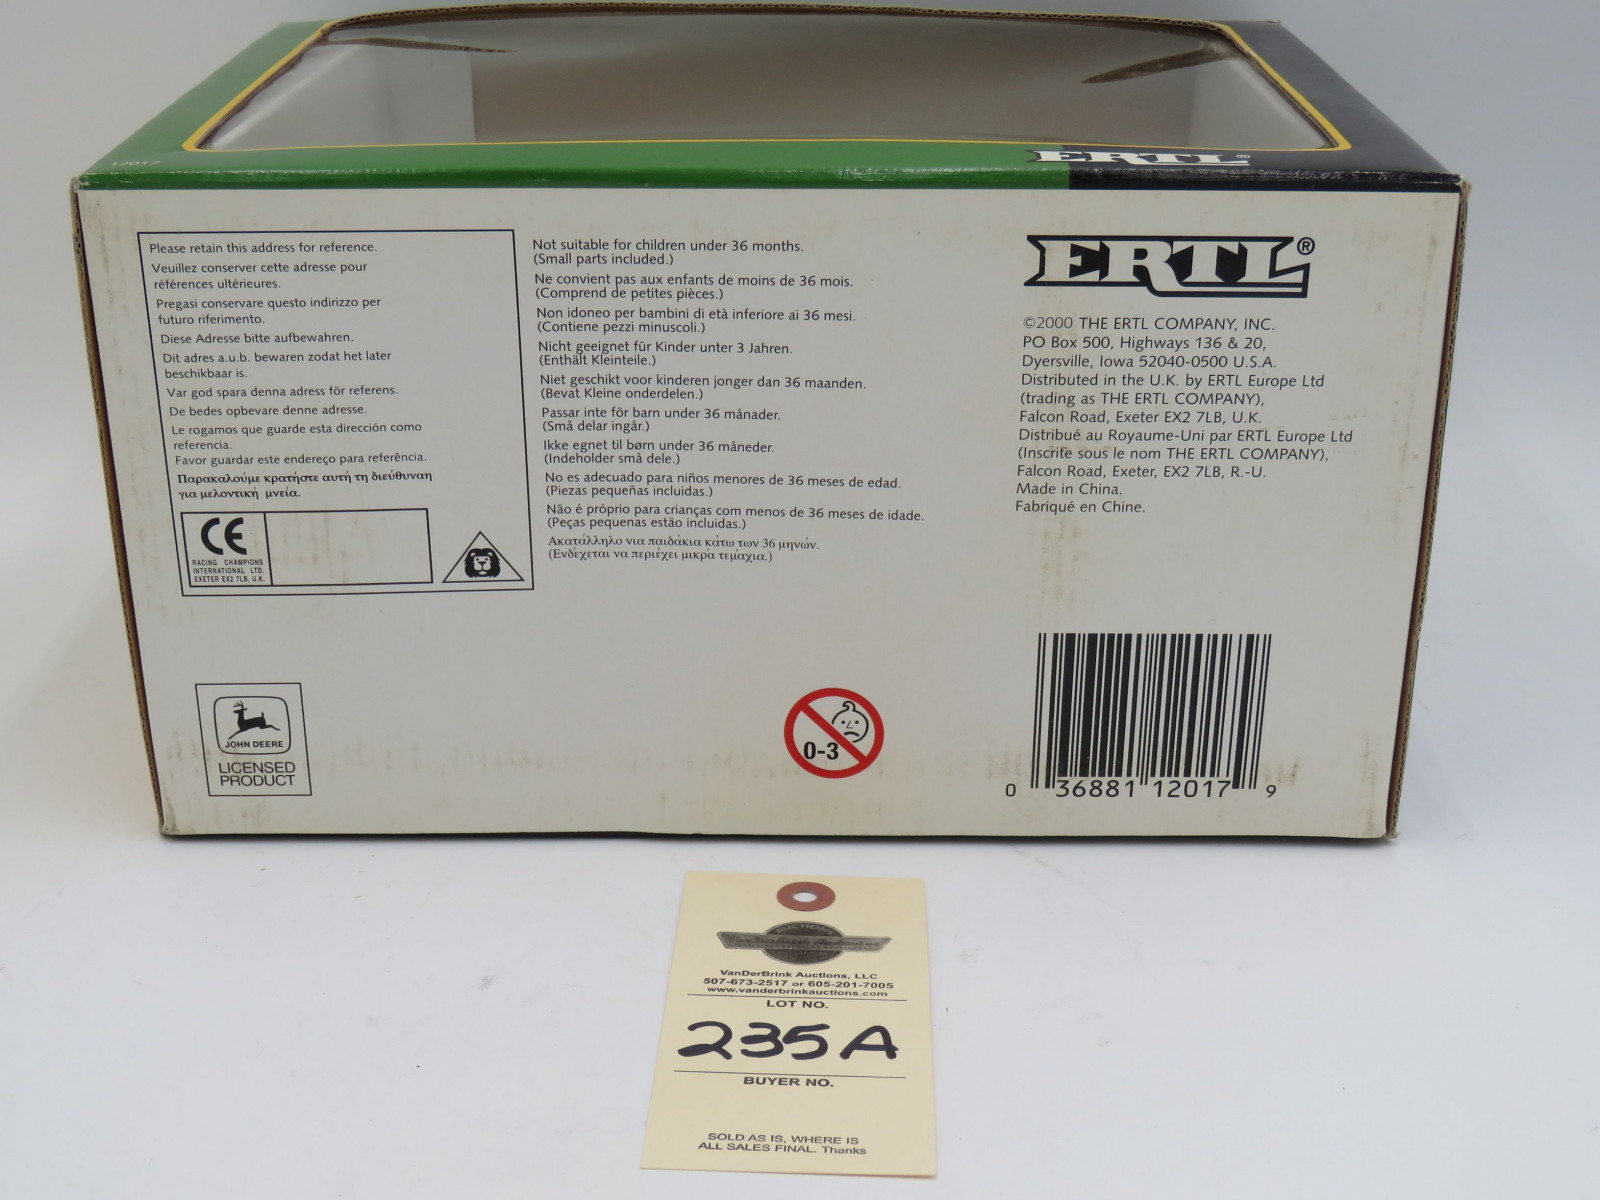 12017
ERTL®
Please retain this address for reference.
Veuillez conserver cette adresse pour
références ultérieures.
Pregasi conservare questo indirizzo per
futuro riferimento.
Diese Adresse bitte aufbewahren.
Dit adres a.u.b. bewaren zodat het later
beschikbaar is.
Var god spara denna adress för referens.
De bedes opbevare denne adresse.
Le rogamos que guarde esta dirección como
referencia.
Favor guardar este endereço para referência.
Παρακαλούμε κρατήστε αυτή τη διεύθυναη
για μελοντική μνεία.
CE
RACING CHAMPIONS
INTERNATIONAL LTD.
EXETER EX2 7LB, U.K.
JOHN DEERE
LICENSED
PRODUCT
Not suitable for children under 36 months.
(Small parts included.)
Ne convient pas aux enfants de moins de 36 mois.
(Comprend de petites pièces.)
Non idoneo per bambini di età inferiore ai 36 mesi.
(Contiene pezzi minuscoli.)
Nicht geeignet für Kinder unter 3 Jahren.
(Enthält Kleinteile.)
Niet geschikt voor kinderen jonger dan 36 maanden.
(Bevat Kleine onderdelen.)
Passar inte för barn under 36 månader.
(Små delar ingår.)
Ikke egnet til børn under 36 måneder.
(Indeholder små dele.)
No es adecuado para niños menores de 36 meses de edad.
(Piezas pequeñas incluidas.)
Não é próprio para crianças com menos de 36 meses de idade.
(Peças pequenas estão incluidas.)
Ακατάλληλο για παιδάκια κάτω των 36 μηνών.
(Ενδέχεται να περιέχει μικρά τεμάχια.)
0-3
ERTL®
©2000 THE ERTL COMPANY, INC.
PO Box 500, Highways 136 & 20,
Dyersville, Iowa 52040-0500 U.S.A.
Distributed in the U.K. by ERTL Europe Ltd
(trading as THE ERTL COMPANY),
Falcon Road, Exeter EX2 7LB, U.K.
Distribué au Royaume-Uni par ERTL Europe Ltd
(Inscrite sous le nom THE ERTL COMPANY),
Falcon Road, Exeter, EX2 7LB, R.-U.
Made in China.
Fabriqué en Chine.
0 36881 12017 9
AUCTIONS
VanDerBrink Auctions, LLC
507-673-2517 or 605-201-7005
www.vanderbrinkauctions.com
LOT NO.
235A
BUYER NO.
SOLD AS IS, WHERE IS
ALL SALES FINAL. Thanks